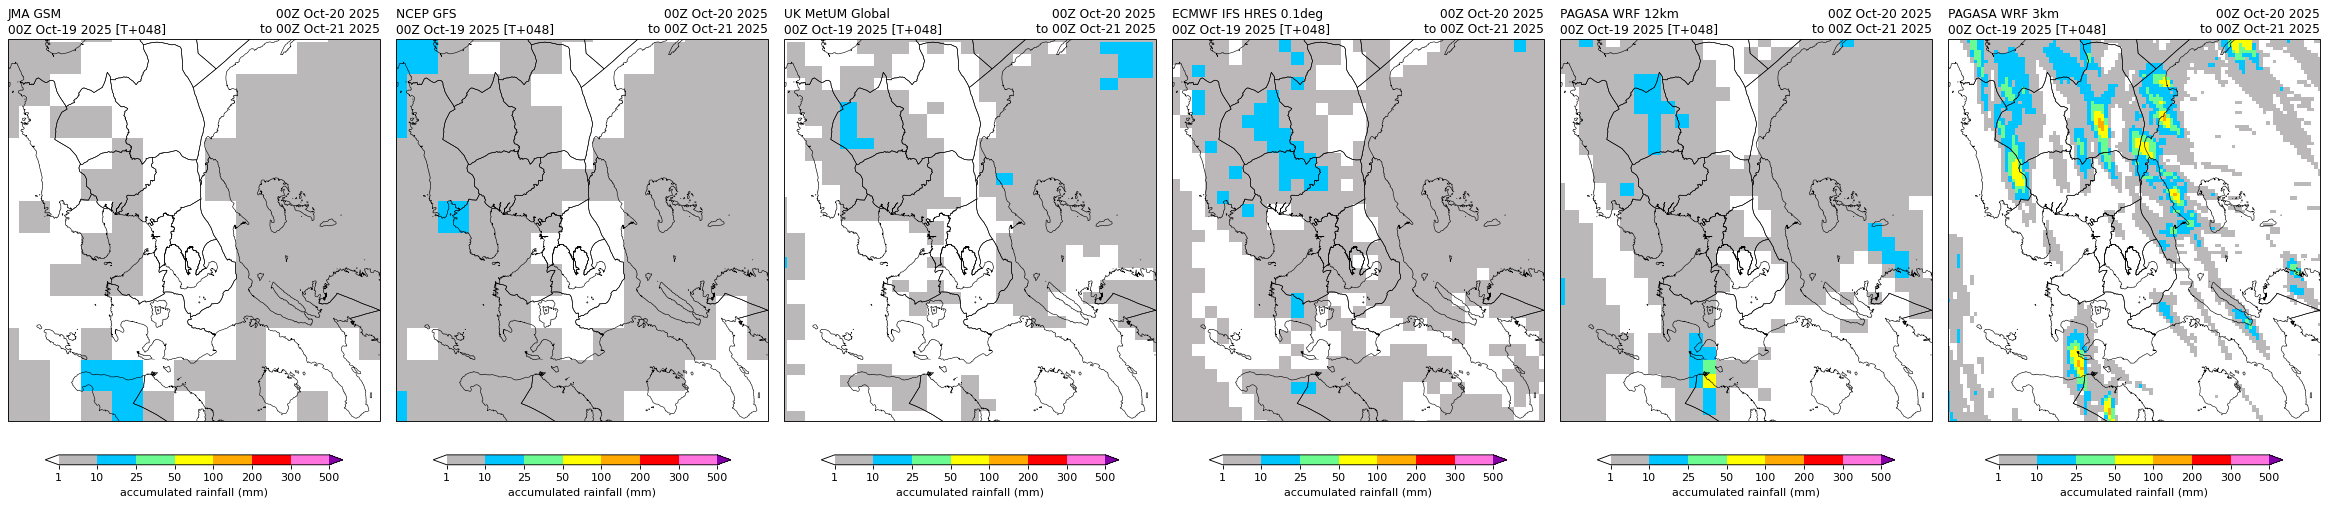 JMA GSM 00Z Oct-20 2025
00Z Oct-19 2025 [T+048] to 00Z Oct-21 2025
1 10 25 50 100 200 300 500
accumulated rainfall (mm)
NCEP GFS 00Z Oct-20 2025
00Z Oct-19 2025 [T+048] to 00Z Oct-21 2025
1 10 25 50 100 200 300 500
accumulated rainfall (mm)
UK MetUM Global 00Z Oct-20 2025
00Z Oct-19 2025 [T+048] to 00Z Oct-21 2025
1 10 25 50 100 200 300 500
accumulated rainfall (mm)
ECMWF IFS HRES 0.1deg 00Z Oct-20 2025
00Z Oct-19 2025 [T+048] to 00Z Oct-21 2025
1 10 25 50 100 200 300 500
accumulated rainfall (mm)
PAGASA WRF 12km 00Z Oct-20 2025
00Z Oct-19 2025 [T+048] to 00Z Oct-21 2025
1 10 25 50 100 200 300 500
accumulated rainfall (mm)
PAGASA WRF 3km 00Z Oct-20 2025
00Z Oct-19 2025 [T+048] to 00Z Oct-21 2025
1 10 25 50 100 200 300 500
accumulated rainfall (mm)